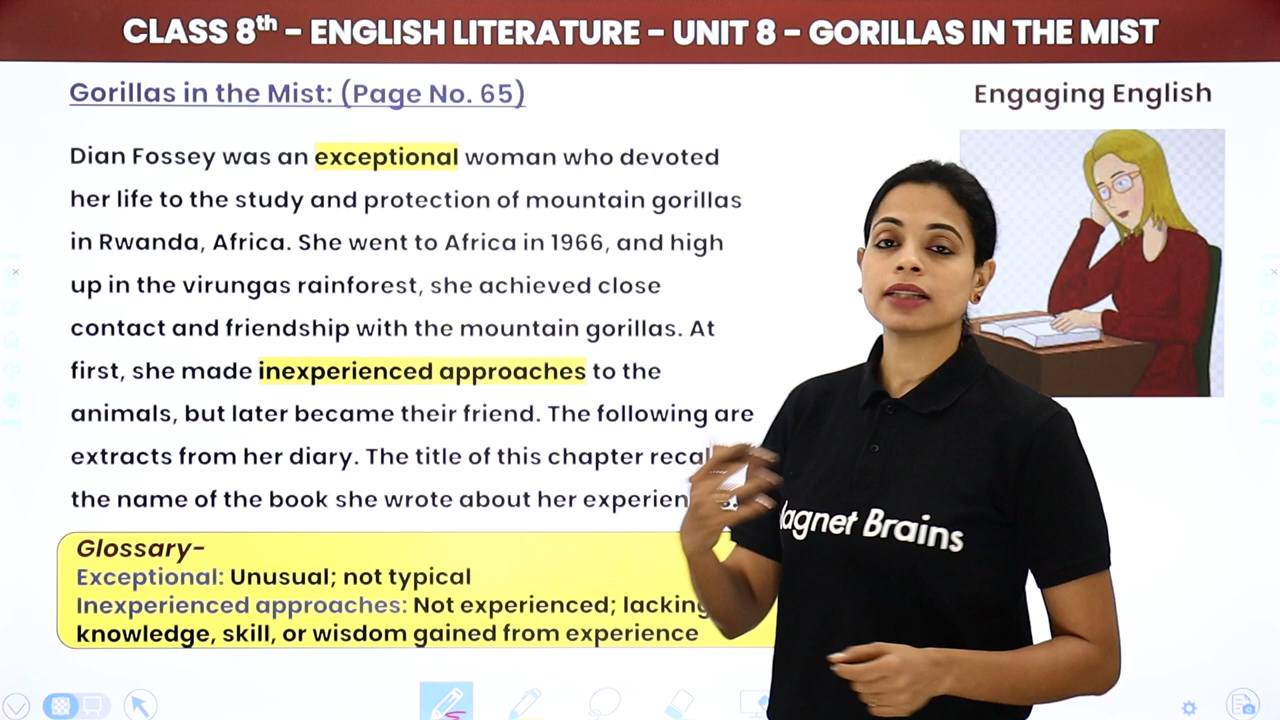 CLASS 8th – ENGLISH LITERATURE – UNIT 8 – GORILLAS IN THE MIST
Gorillas in the Mist: (Page No. 65)
Engaging English
Dian Fossey was an exceptional woman who devoted
her life to the study and protection of mountain gorillas
in Rwanda, Africa. She went to Africa in 1966, and high
up in the virungas rainforest, she achieved close
contact and friendship with the mountain gorillas. At
first, she made inexperienced approaches to the
animals, but later became their friend. The following are
extracts from her diary. The title of this chapter
the name of the book she wrote about her
Glossary-
Exceptional: Unusual; not typical
Inexperienced approaches: Not experienced; lacking
knowledge, skill, or wisdom gained from experience
Brains